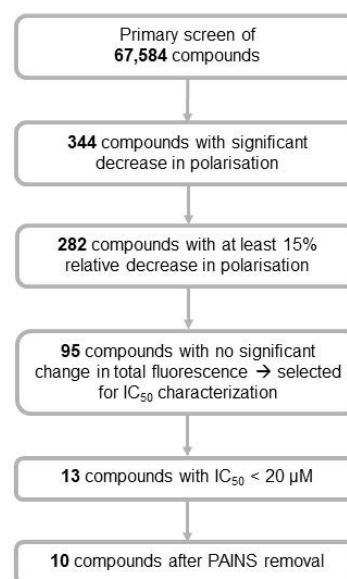 Primary screen of
67,584 compounds
344 compounds with significant
decrease in polarisation
282 compounds with at least 15%
relative decrease in polarisation
95 compounds with no significant
change in total fluorescence → selected
for IC₅₀ characterization
13 compounds with IC₅₀ < 20 µM
10 compounds after PAINS removal